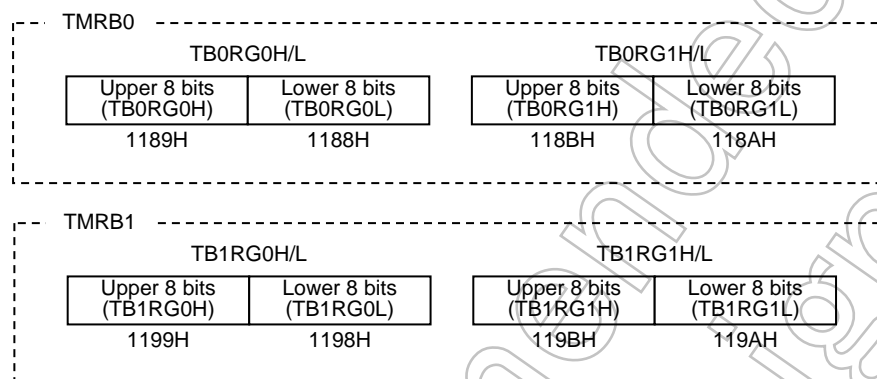 TMRB0
TB0RG0H/L TB0RG1H/L
Upper 8 bits Lower 8 bits Upper 8 bits Lower 8 bits
(TB0RG0H) (TB0RG0L) (TB0RG1H) (TB0RG1L)
1189H 1188H 118BH 118AH
TMRB1
TB1RG0H/L TB1RG1H/L
Upper 8 bits Lower 8 bits Upper 8 bits Lower 8 bits
(TB1RG0H) (TB1RG0L) (TB1RG1H) (TB1RG1L)
1199H 1198H 119BH 119AH